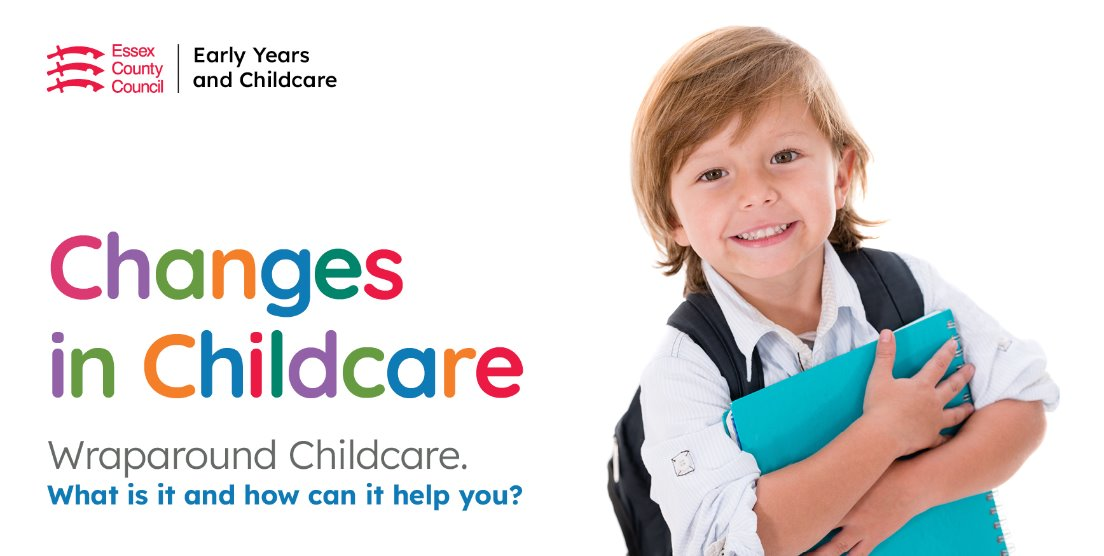 Essex
County
Council
Early Years
and Childcare
Changes
in Childcare
Wraparound Childcare.
What is it and how can it help you?